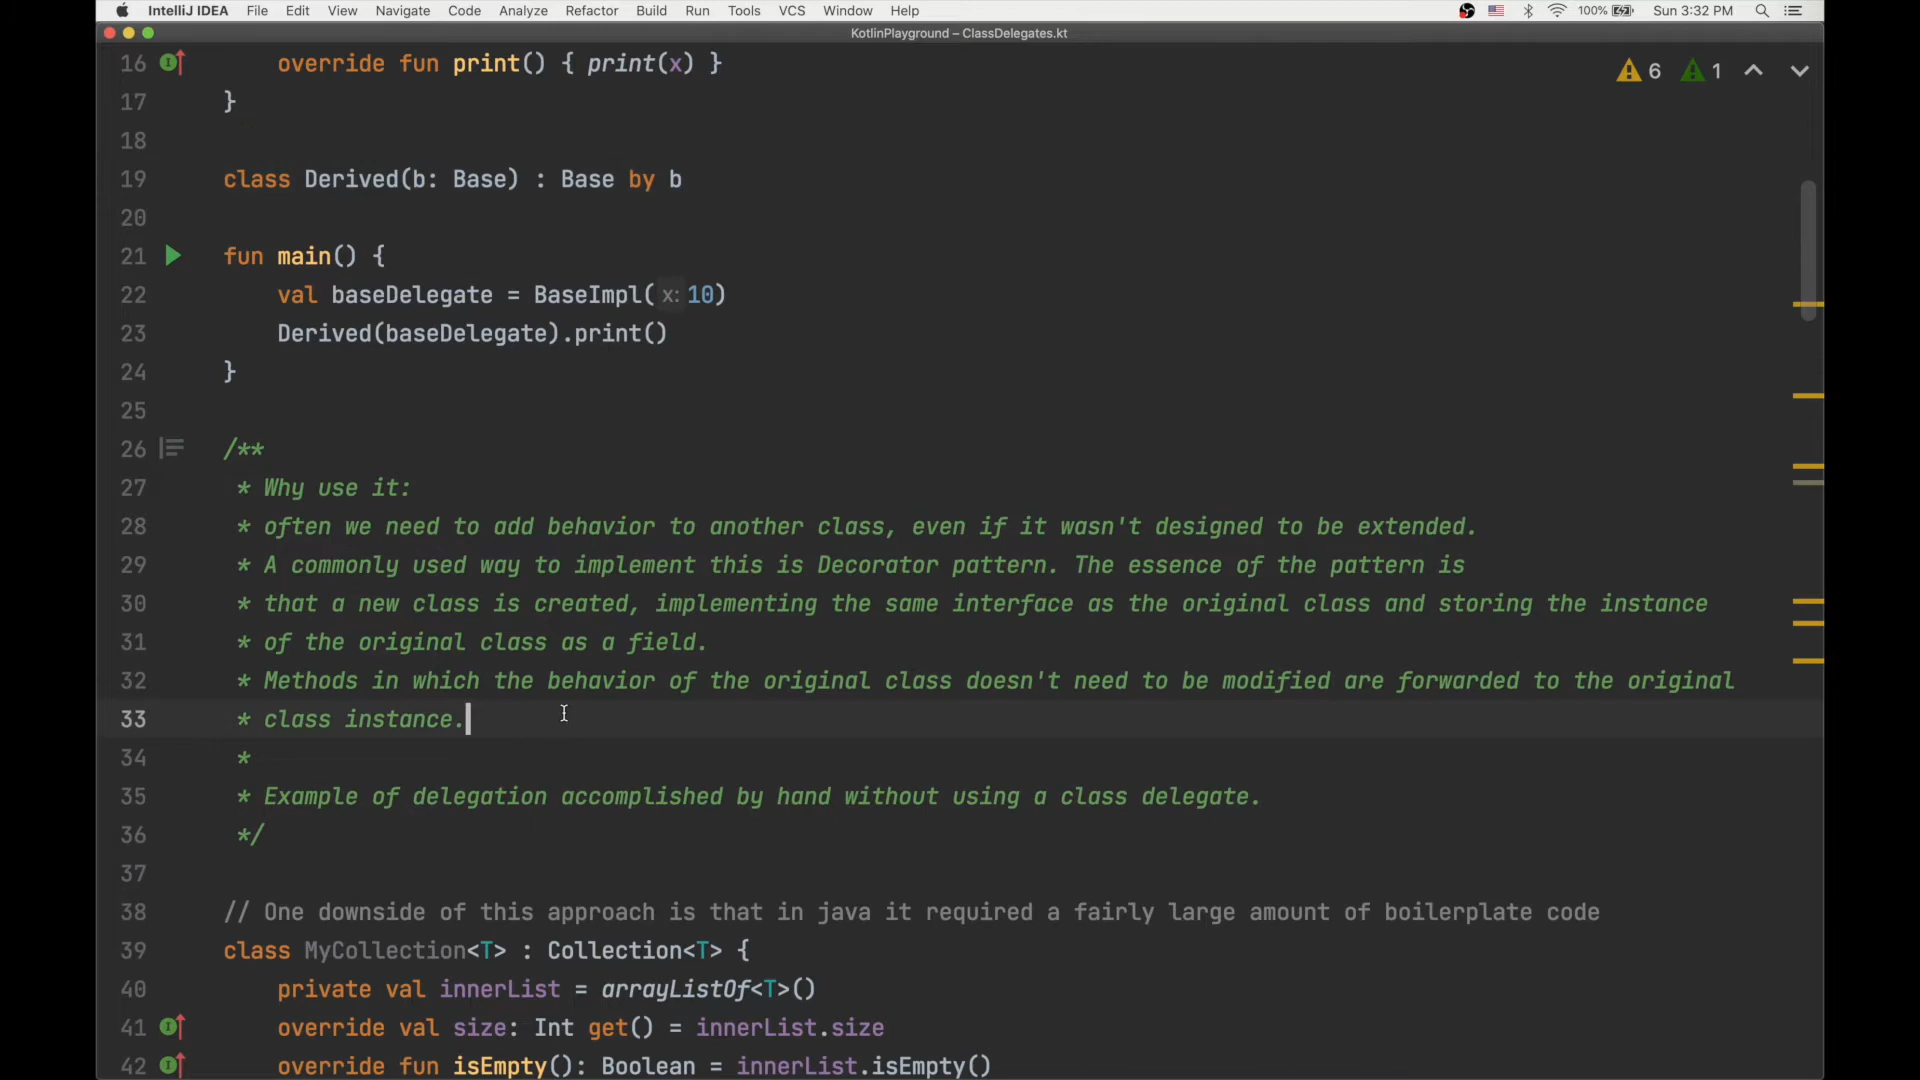 IntelliJ IDEA File Edit View Navigate Code Analyze Refactor Build Run Tools VCS Window Help 100% Sun 3:32 PM
KotlinPlayground – ClassDelegates.kt
6 1
16 override fun print() { print(x) }
17 }
18
19 class Derived(b: Base) : Base by b
20
21 fun main() {
22 val baseDelegate = BaseImpl( x: 10)
23 Derived(baseDelegate).print()
24 }
25
26 /**
27 * Why use it:
28 * often we need to add behavior to another class, even if it wasn't designed to be extended.
29 * A commonly used way to implement this is Decorator pattern. The essence of the pattern is
30 * that a new class is created, implementing the same interface as the original class and storing the instance
31 * of the original class as a field.
32 * Methods in which the behavior of the original class doesn't need to be modified are forwarded to the original
33 * class instance.
34 *
35 * Example of delegation accomplished by hand without using a class delegate.
36 */
37
38 // One downside of this approach is that in java it required a fairly large amount of boilerplate code
39 class MyCollection<T> : Collection<T> {
40 private val innerList = arrayListOf<T>()
41 override val size: Int get() = innerList.size
42 override fun isEmpty(): Boolean = innerList.isEmpty()